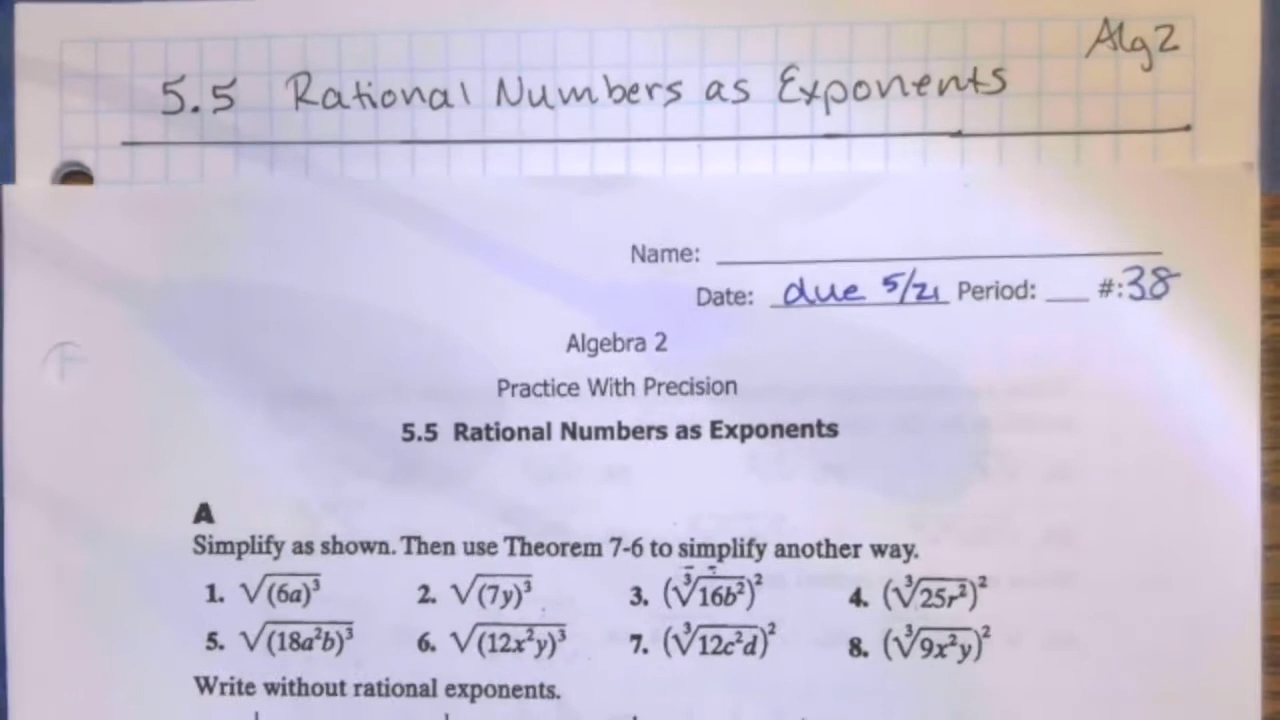 Alg 2
5.5 Rational Numbers as Exponents
Name:
Date: due 5/21 Period: ___ #:38
Algebra 2
Practice With Precision
5.5 Rational Numbers as Exponents
A
Simplify as shown. Then use Theorem 7-6 to simplify another way.
1. √(6a)³ 2. √(7y)³ 3. (∛16b²)² 4. (∛25r²)²
5. √(18a²b)³ 6. √(12x²y)³ 7. (∛12c²d)² 8. (∛9x²y)²
Write without rational exponents.